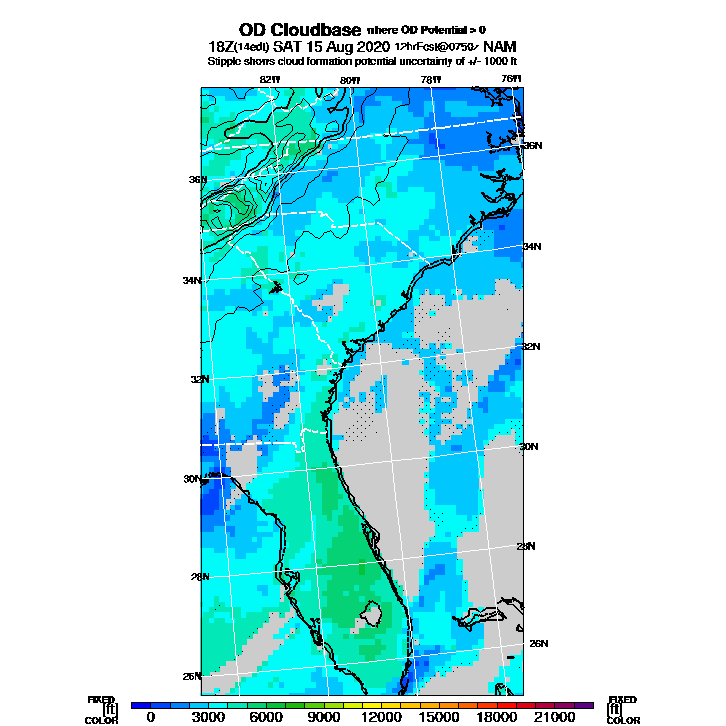 OD Cloudbase where OD Potential > 0
18Z(14edt) SAT 15 Aug 2020 12hrFcst@0750z NAM
Stipple shows cloud formation potential uncertainty of +/- 1000 ft
82W 80W 78W 76W
36N 36N
34N 34N
32N 32N
30N 30N
28N 28N
26N 26N
FIXED FIXED
[ft] [ft]
COLOR COLOR
0 3000 6000 9000 12000 15000 18000 21000